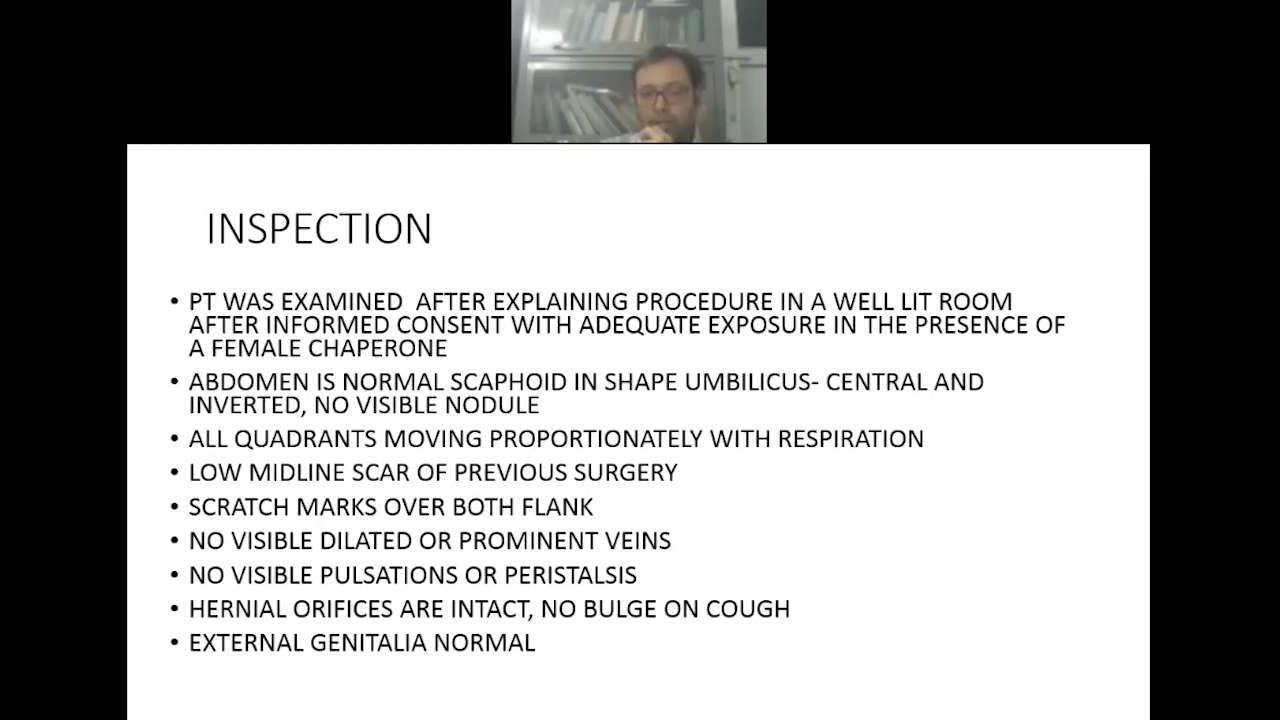 INSPECTION
• PT WAS EXAMINED AFTER EXPLAINING PROCEDURE IN A WELL LIT ROOM
AFTER INFORMED CONSENT WITH ADEQUATE EXPOSURE IN THE PRESENCE OF
A FEMALE CHAPERONE
• ABDOMEN IS NORMAL SCAPHOID IN SHAPE UMBILICUS- CENTRAL AND
INVERTED, NO VISIBLE NODULE
• ALL QUADRANTS MOVING PROPORTIONATELY WITH RESPIRATION
• LOW MIDLINE SCAR OF PREVIOUS SURGERY
• SCRATCH MARKS OVER BOTH FLANK
• NO VISIBLE DILATED OR PROMINENT VEINS
• NO VISIBLE PULSATIONS OR PERISTALSIS
• HERNIAL ORIFICES ARE INTACT, NO BULGE ON COUGH
• EXTERNAL GENITALIA NORMAL